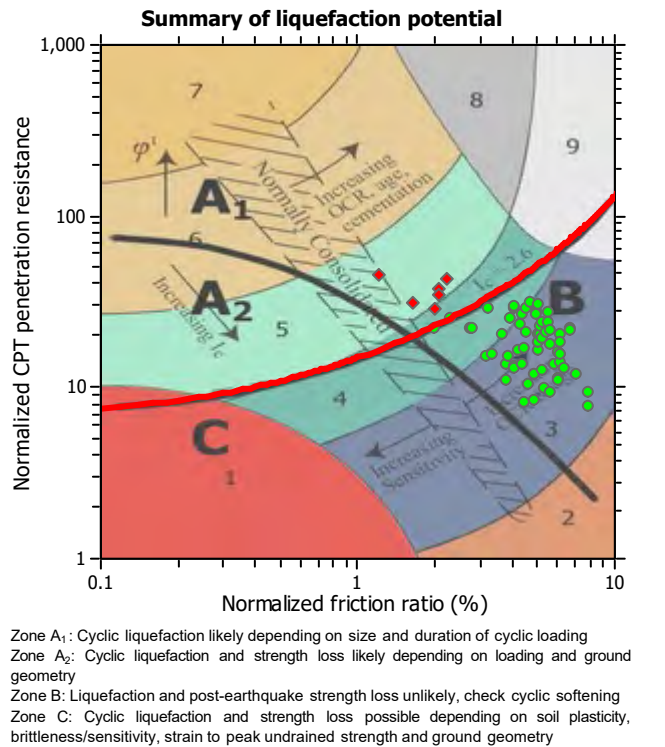 Summary of liquefaction potential
1,000
7
8
9
φ'
Increasing
OCR, age,
cementation
A1
Normally Consolidated
100
6
Ic = 2.6
A2
B
Increasing Ic
5
Normalized CPT penetration resistance
10
4
C
3
Increasing
Sensitivity
1
2
1
0.1
1
10
Normalized friction ratio (%)
Zone A1: Cyclic liquefaction likely depending on size and duration of cyclic loading
Zone A2: Cyclic liquefaction and strength loss likely depending on loading and ground
geometry
Zone B: Liquefaction and post-earthquake strength loss unlikely, check cyclic softening
Zone C: Cyclic liquefaction and strength loss possible depending on soil plasticity,
brittleness/sensitivity, strain to peak undrained strength and ground geometry